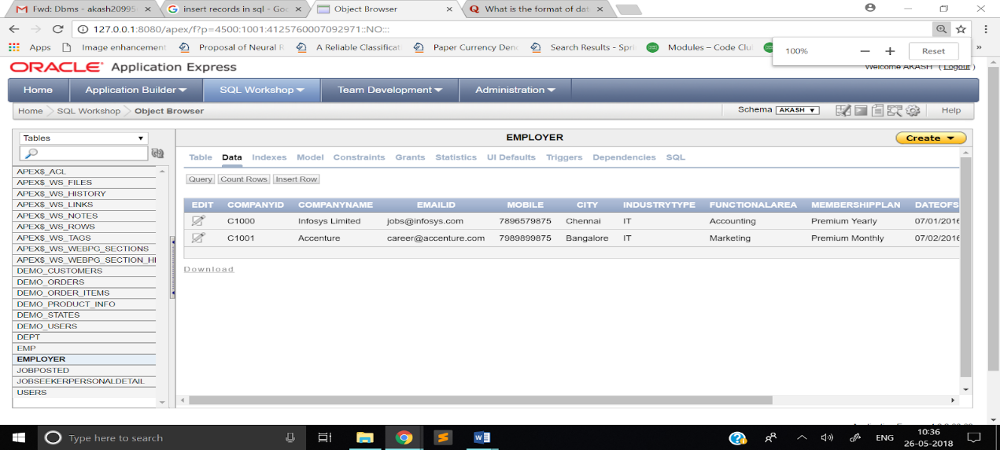 Fwd: Dbms - akash20995 × insert records in sql - Goo × Object Browser × What is the format of dat ×
127.0.0.1:8080/apex/f?p=4500:1001:4125760007092971::NO:::
Apps Image enhancement Proposal of Neural R A Reliable Classificat Paper Currency Deno Search Results - Spri Modules – Code Clu »
100% − + Reset
ORACLE® Application Express
Welcome AKASH (Logout)
Home Application Builder SQL Workshop Team Development Administration
Home SQL Workshop Object Browser Schema AKASH Help
Tables
EMPLOYER
Create
Table Data Indexes Model Constraints Grants Statistics UI Defaults Triggers Dependencies SQL
Query Count Rows Insert Row
EDIT COMPANYID COMPANYNAME EMAILID MOBILE CITY INDUSTRYTYPE FUNCTIONALAREA MEMBERSHIPPLAN DATEOFS
C1000 Infosys Limited jobs@infosys.com 7896579875 Chennai IT Accounting Premium Yearly 07/01/2016
C1001 Accenture career@accenture.com 7989899875 Bangalore IT Marketing Premium Monthly 07/02/2016
Download
APEX$_ACL
APEX$_WS_FILES
APEX$_WS_HISTORY
APEX$_WS_LINKS
APEX$_WS_NOTES
APEX$_WS_ROWS
APEX$_WS_TAGS
APEX$_WS_WEBPG_SECTIONS
APEX$_WS_WEBPG_SECTION_HI
DEMO_CUSTOMERS
DEMO_ORDERS
DEMO_ORDER_ITEMS
DEMO_PRODUCT_INFO
DEMO_STATES
DEMO_USERS
DEPT
EMP
EMPLOYER
JOBPOSTED
JOBSEEKERPERSONALDETAIL
USERS
Type here to search
ENG
10:36
26-05-2018